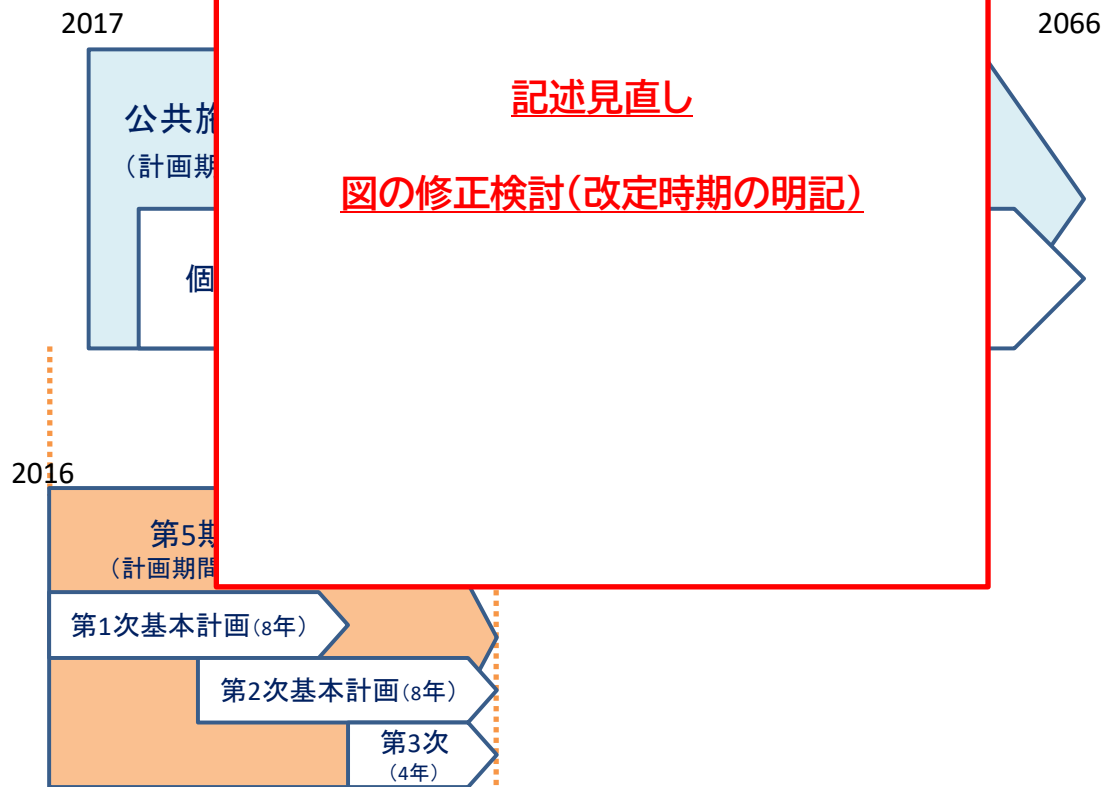 2017
2066
記述見直し
公共施
(計画期
図の修正検討(改定時期の明記)
個
2016
第5期
(計画期間
第1次基本計画(8年)
第2次基本計画(8年)
第3次
(4年)